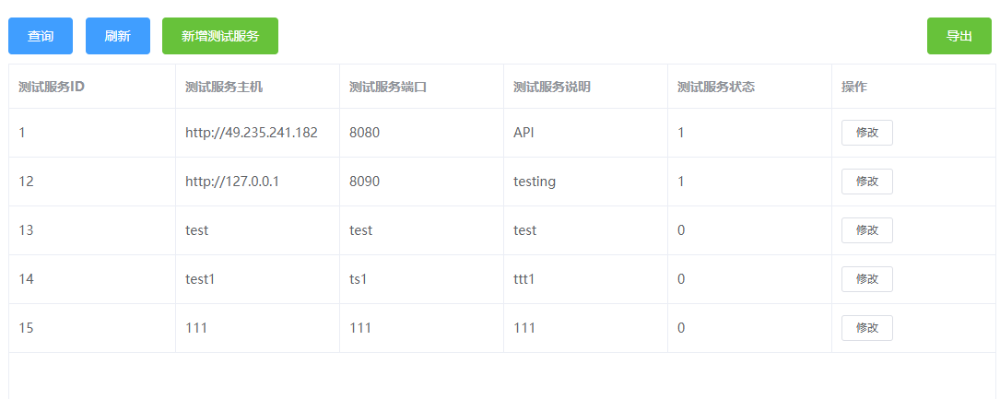 查询 刷新 新增测试服务 导出
测试服务ID 测试服务主机 测试服务端口 测试服务说明 测试服务状态 操作
1 http://49.235.241.182 8080 API 1 修改
12 http://127.0.0.1 8090 testing 1 修改
13 test test test 0 修改
14 test1 ts1 ttt1 0 修改
15 111 111 111 0 修改